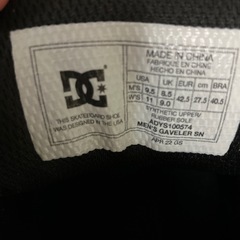 MADE IN CHINA
FABRIQUE EN CHINE
HECHO EN CHINA
USA UK EUR cm BRA
M'S 9.5 8.5 42.5 27.5 40.5
W'S 11 9.0
DC
THIS SKATEBOARD SHOE
WAS DESIGNED IN THE USA
SYNTHETIC UPPER/
RUBBER SOLE
ADYS100574
MEN'S GAVELER SN
APR.22 GS